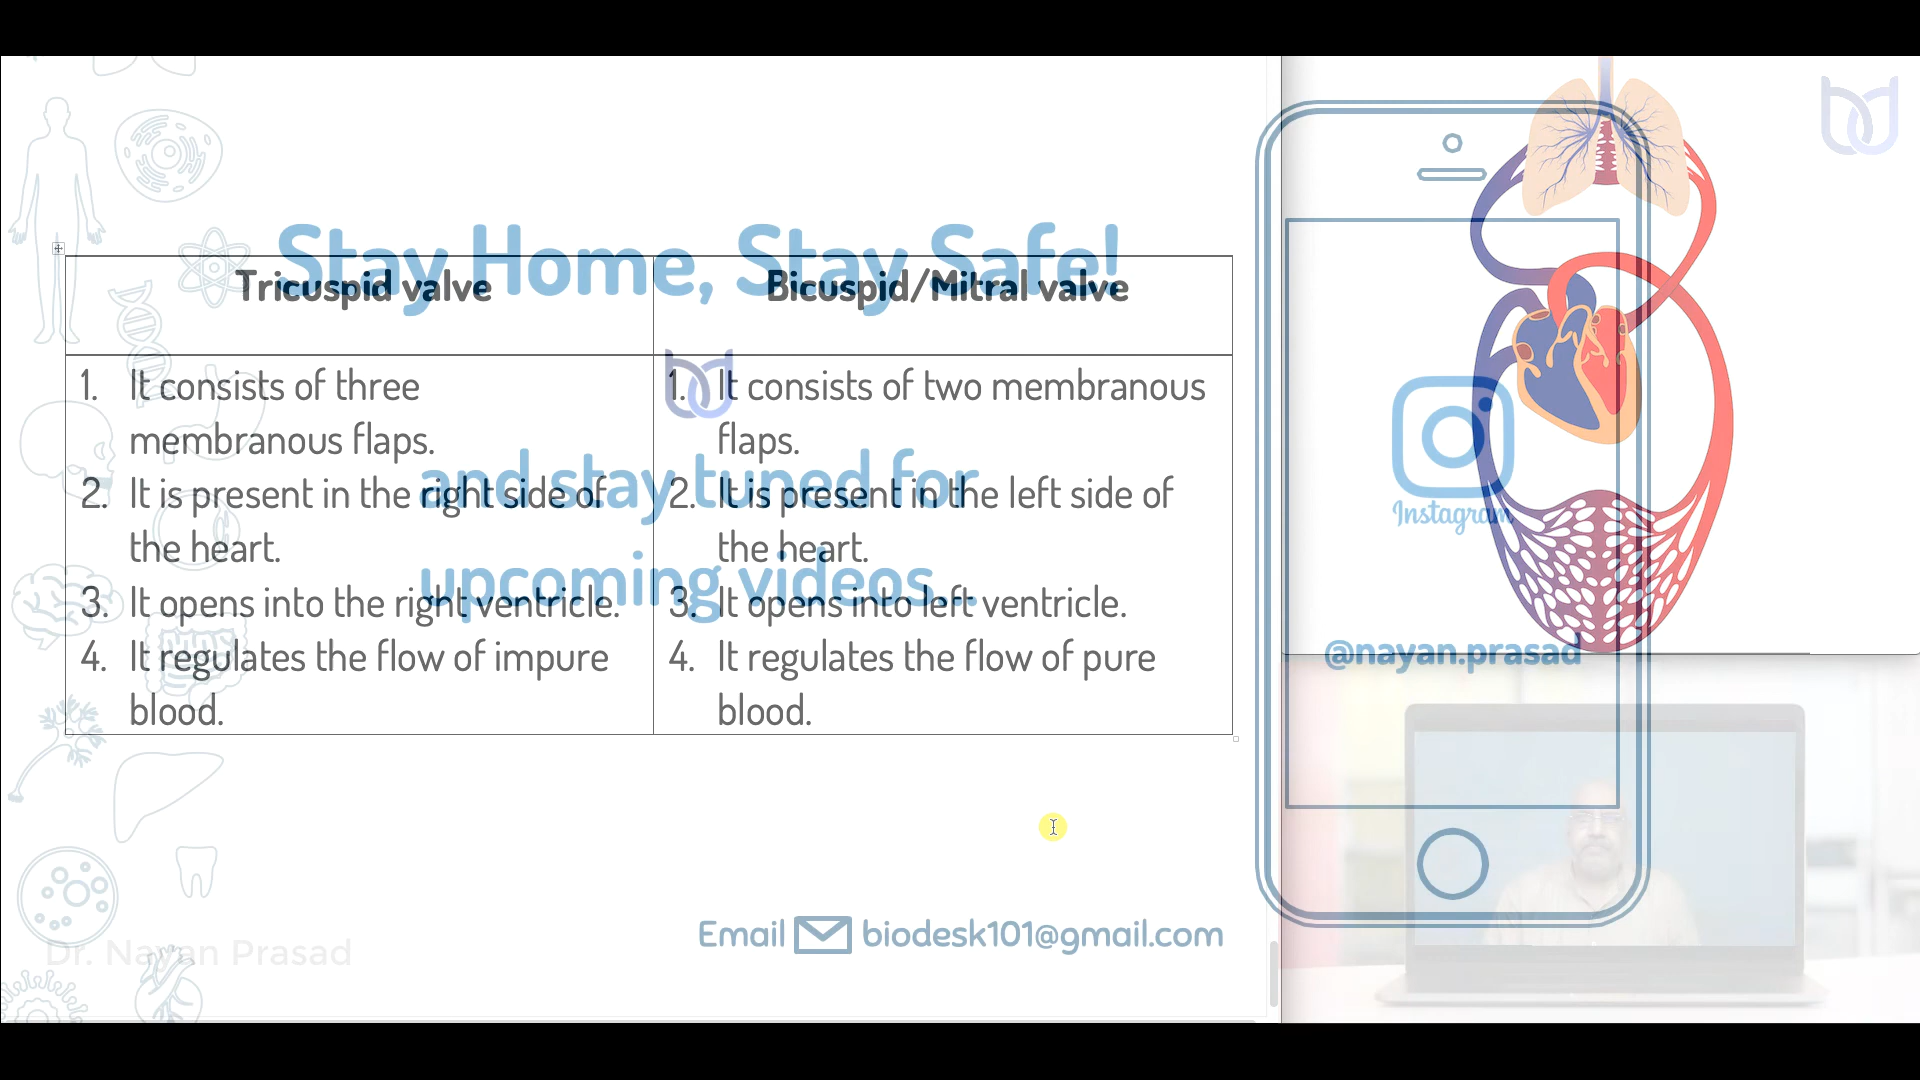 Stay Home, Stay Safe!
Tricuspid valve
Bicuspid/Mitral valve
1. It consists of three
membranous flaps.
2. It is present in the right side of
the heart.
3. It opens into the right ventricle.
4. It regulates the flow of impure
blood.
1. It consists of two membranous
flaps.
2. It is present in the left side of
the heart.
3. It opens into left ventricle.
4. It regulates the flow of pure
blood.
and stay tuned for
upcoming videos...
Instagram
@nayan.prasad
Email biodesk101@gmail.com
Dr. Nayan Prasad